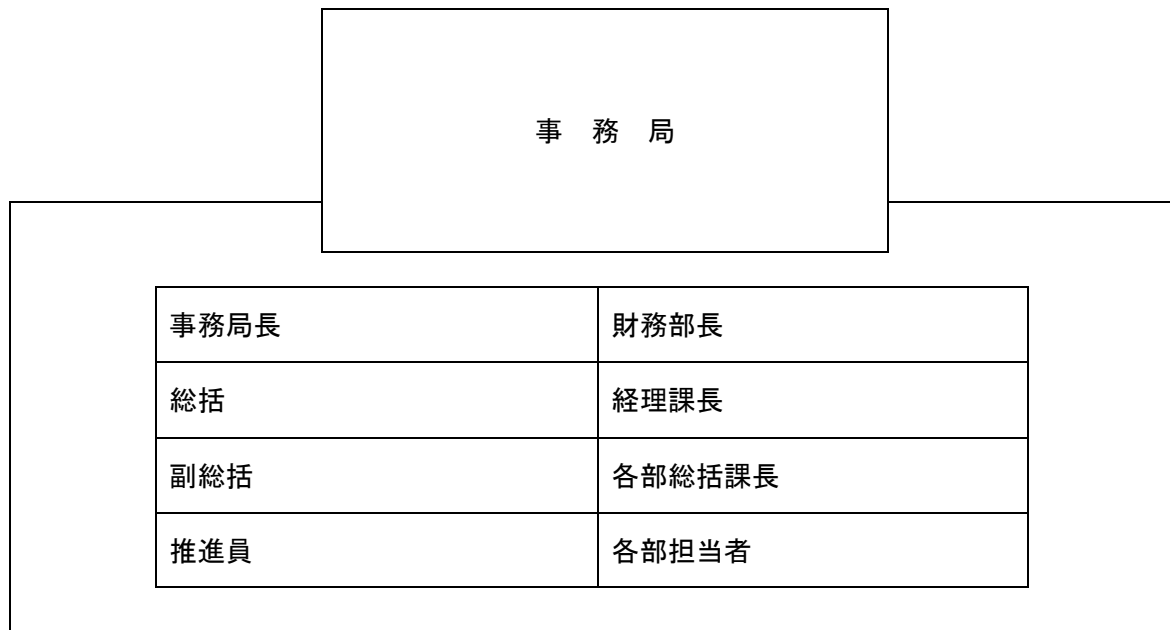 事　務　局
事務局長 財務部長
総括 経理課長
副総括 各部総括課長
推進員 各部担当者